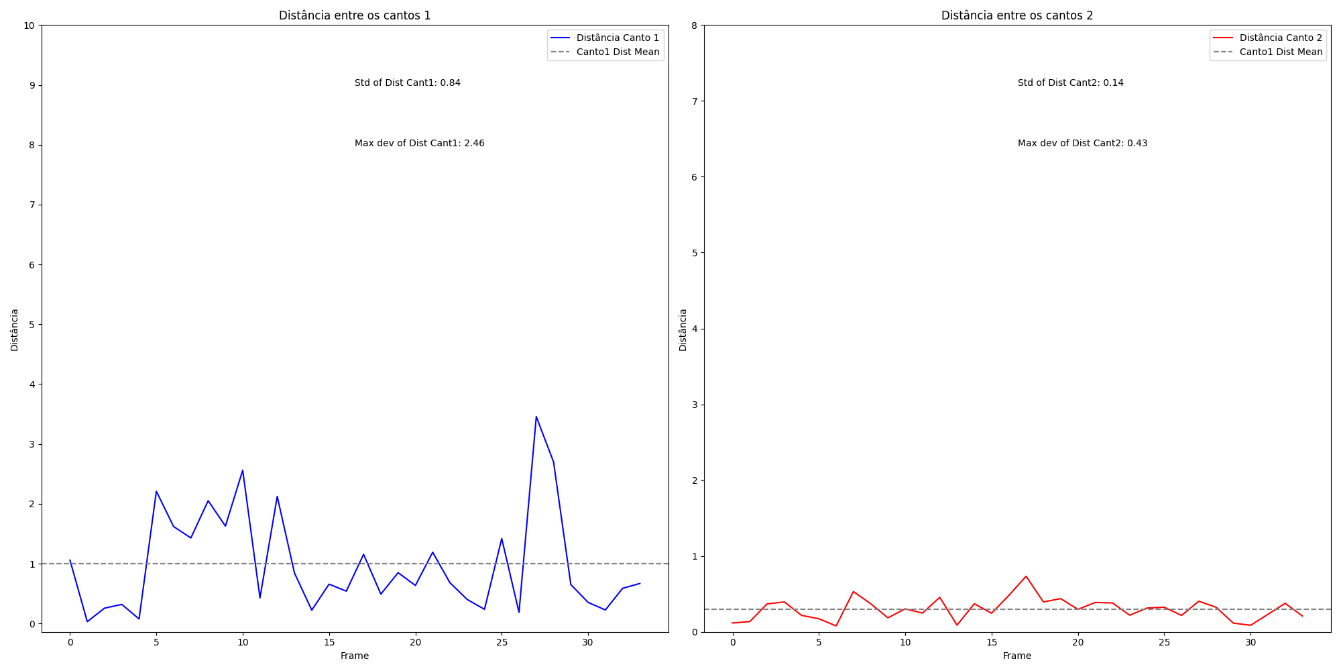 Distância entre os cantos 1
Distância Canto 1
Canto1 Dist Mean
Std of Dist Cant1: 0.84
Max dev of Dist Cant1: 2.46
10
9
8
7
6
5
4
3
2
1
0
Distância
0 5 10 15 20 25 30
Frame
Distância entre os cantos 2
Distância Canto 2
Canto1 Dist Mean
Std of Dist Cant2: 0.14
Max dev of Dist Cant2: 0.43
8
7
6
5
4
3
2
1
0
Distância
0 5 10 15 20 25 30
Frame